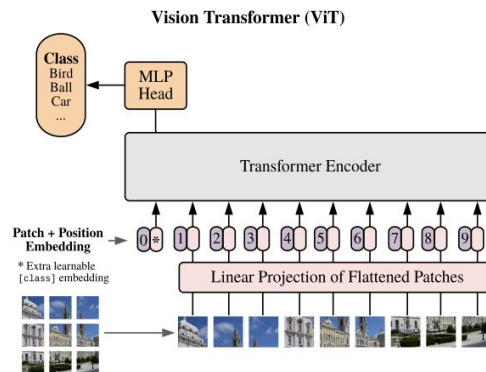 Vision Transformer (ViT)
Class
Bird
Ball
Car
...
MLP
Head
Transformer Encoder
Patch + Position
Embedding
0 * 1 2 3 4 5 6 7 8 9
* Extra learnable
[class] embedding
Linear Projection of Flattened Patches